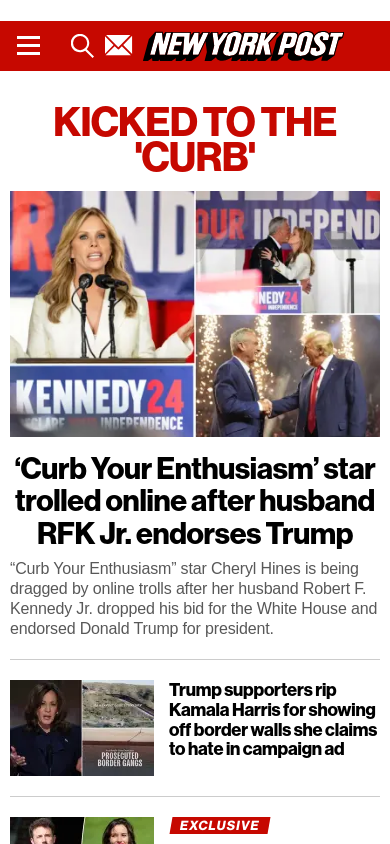 NEW YORK POST
KICKED TO THE
'CURB'
R IND
OUR INDEPEND
KENNEDY24
DECLARE INDEPENDENCE
NEDY24
‘Curb Your Enthusiasm’ star
trolled online after husband
RFK Jr. endorses Trump
“Curb Your Enthusiasm” star Cheryl Hines is being
dragged by online trolls after her husband Robert F.
Kennedy Jr. dropped his bid for the White House and
endorsed Donald Trump for president.
Trump supporters rip
Kamala Harris for showing
off border walls she claims
to hate in campaign ad
PROSECUTED
BORDER GANGS
EXCLUSIVE